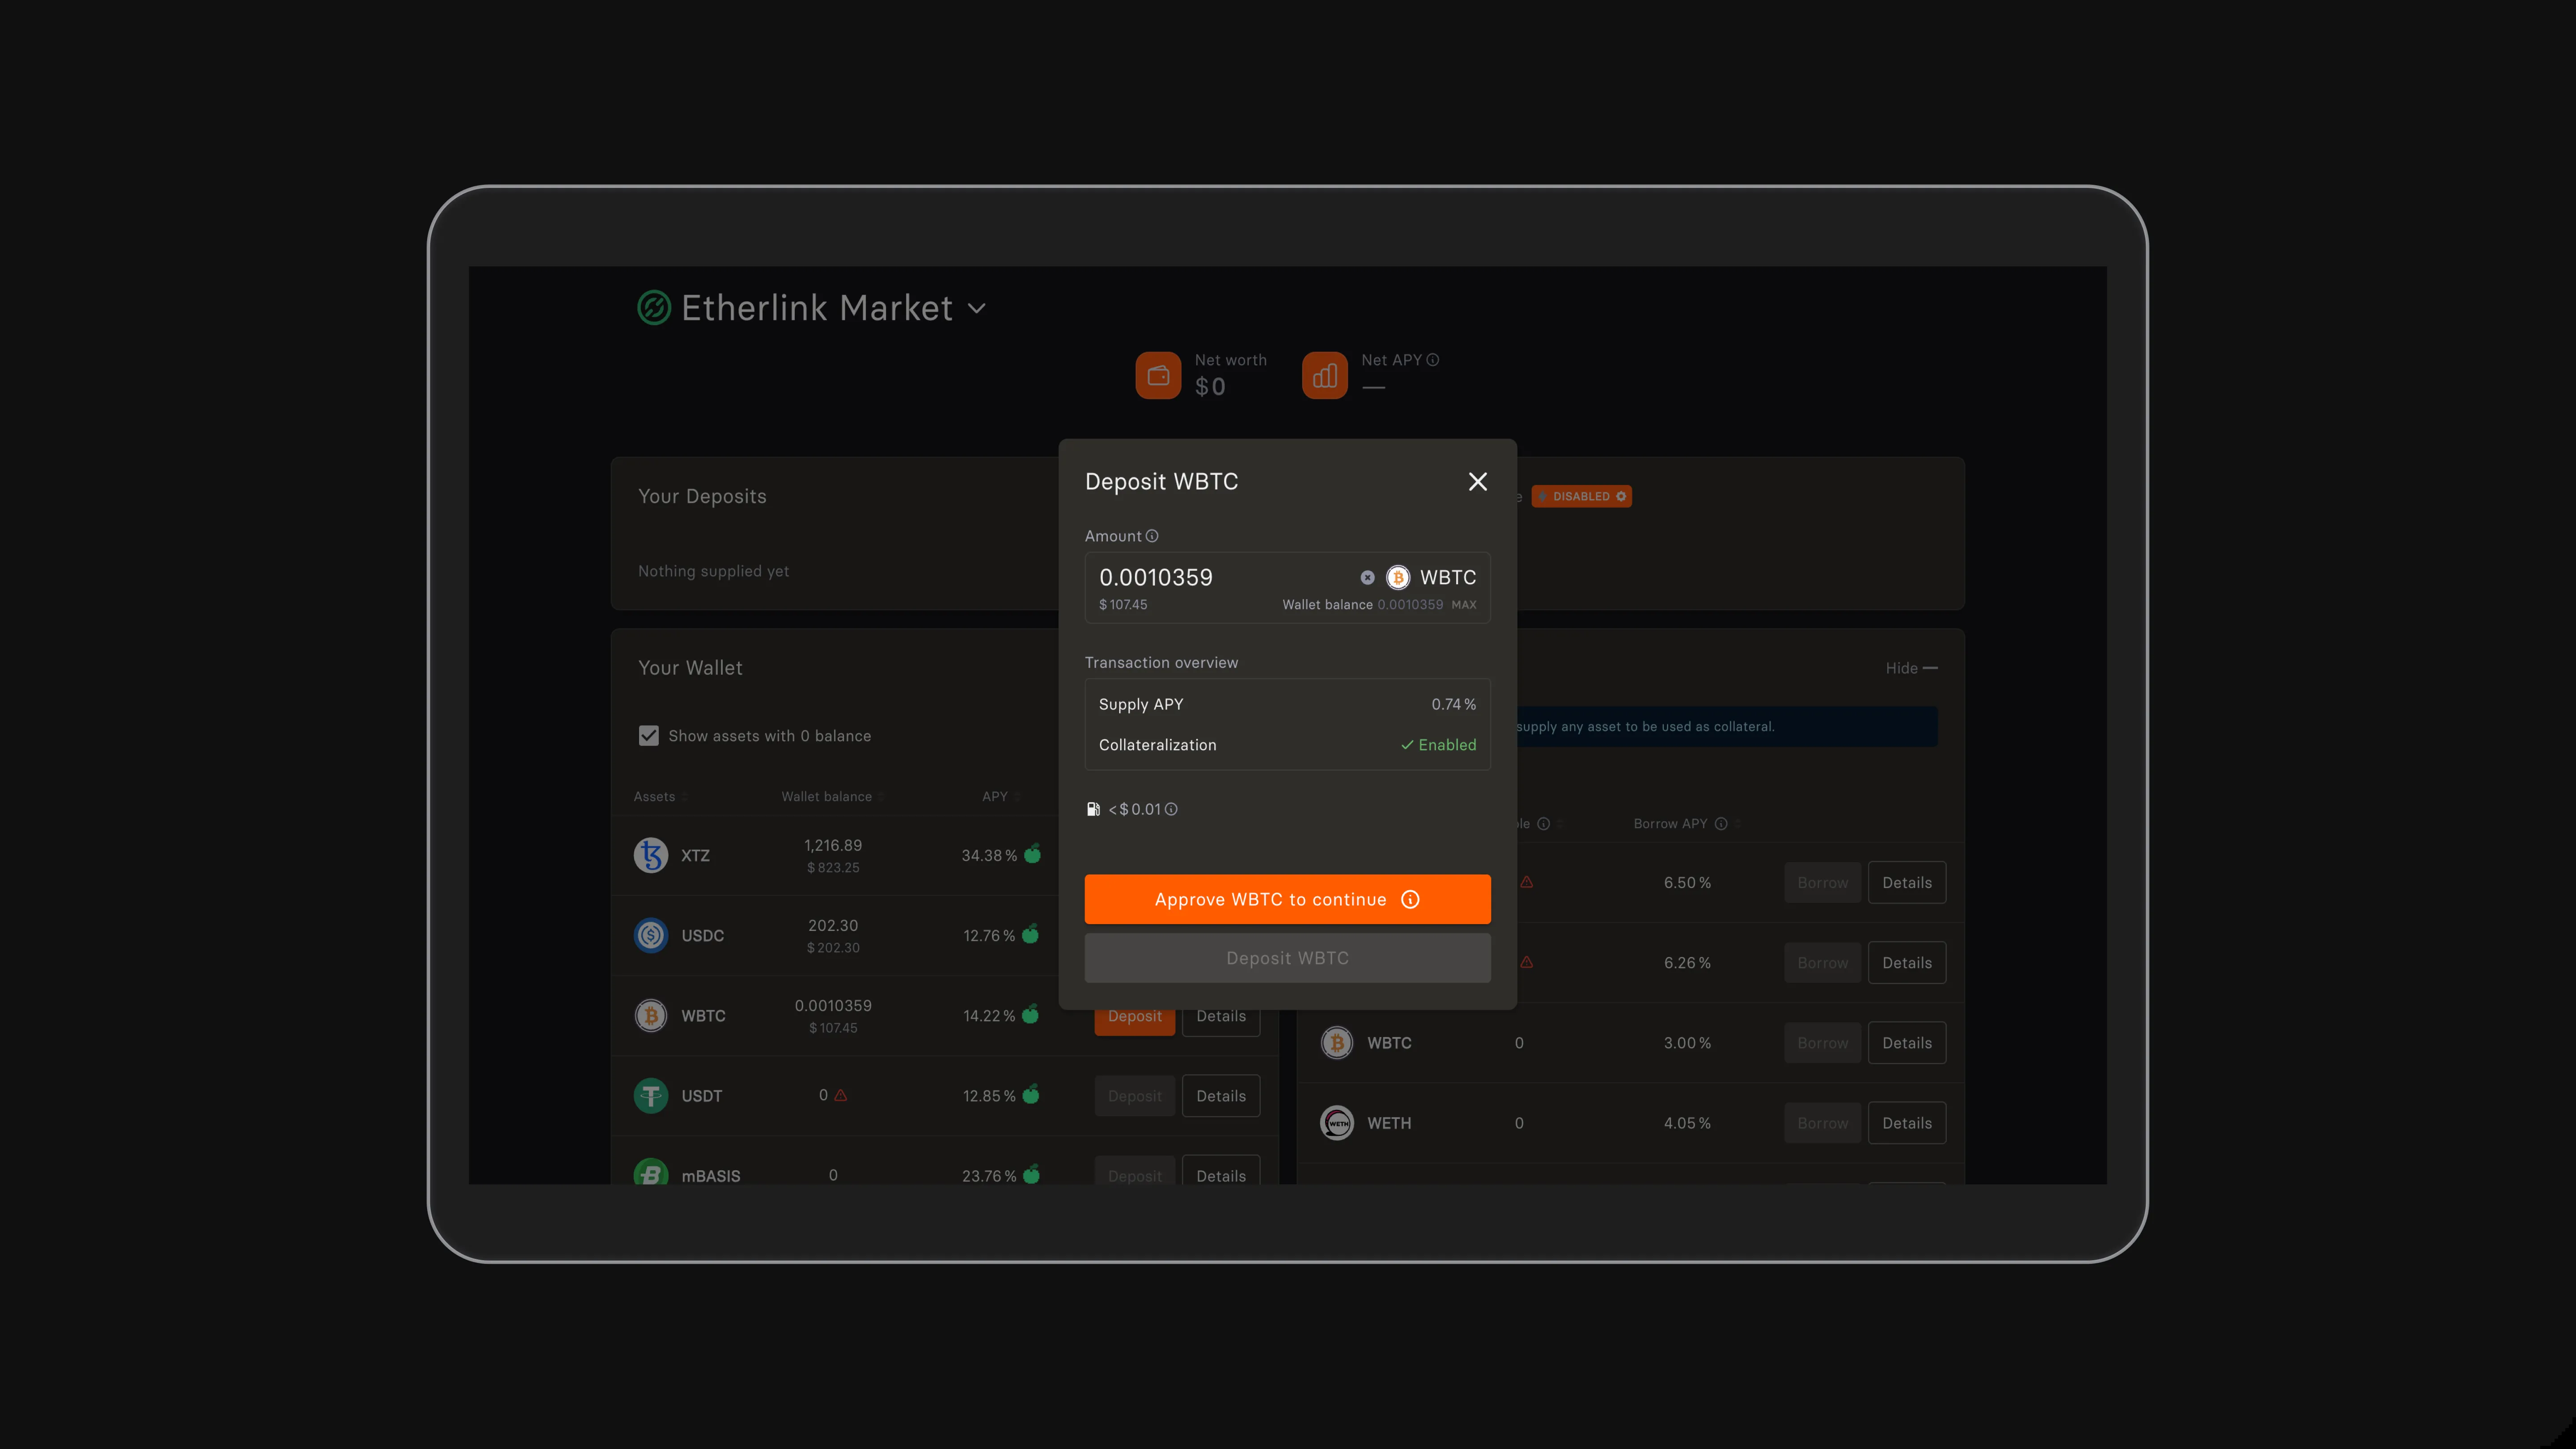 Etherlink Market
Net worth
$0
Net APY
—
Your Deposits
Nothing supplied yet
DISABLED
Deposit WBTC
Amount
0.0010359
WBTC
$107.45
Wallet balance 0.0010359 MAX
Transaction overview
Supply APY
0.74%
Collateralization
Enabled
<$0.01
Approve WBTC to continue
Deposit WBTC
Your Wallet
Show assets with 0 balance
Assets
Wallet balance
APY
XTZ
1,216.89
$823.25
34.38%
USDC
202.30
$202.30
12.76%
WBTC
0.0010359
$107.45
14.22%
Deposit
Details
USDT
0
12.85%
Deposit
Details
mBASIS
0
23.76%
Deposit
Details
Hide
supply any asset to be used as collateral.
Borrow APY
6.50%
Borrow
Details
6.26%
Borrow
Details
WBTC
0
3.00%
Borrow
Details
WETH
WETH
0
4.05%
Borrow
Details